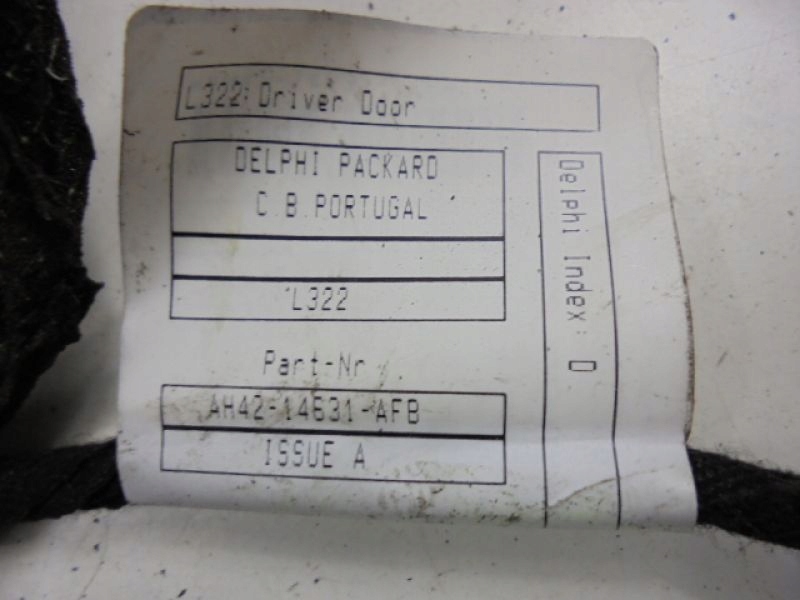 L322: Driver Door
DELPHI PACKARD
C.B.PORTUGAL
L322
Part-Nr
AH42-14631-AFB
ISSUE A
Delphi Index: D